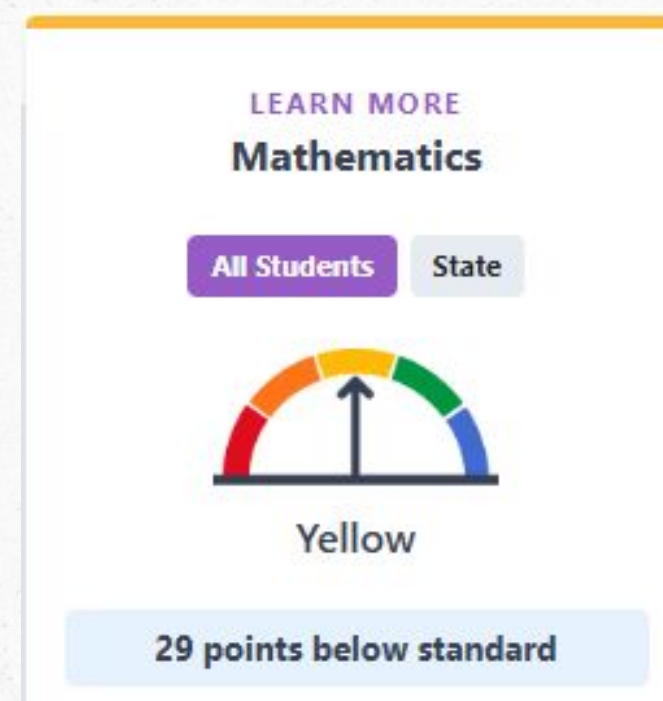 LEARN MORE
Mathematics
All Students State
Yellow
29 points below standard